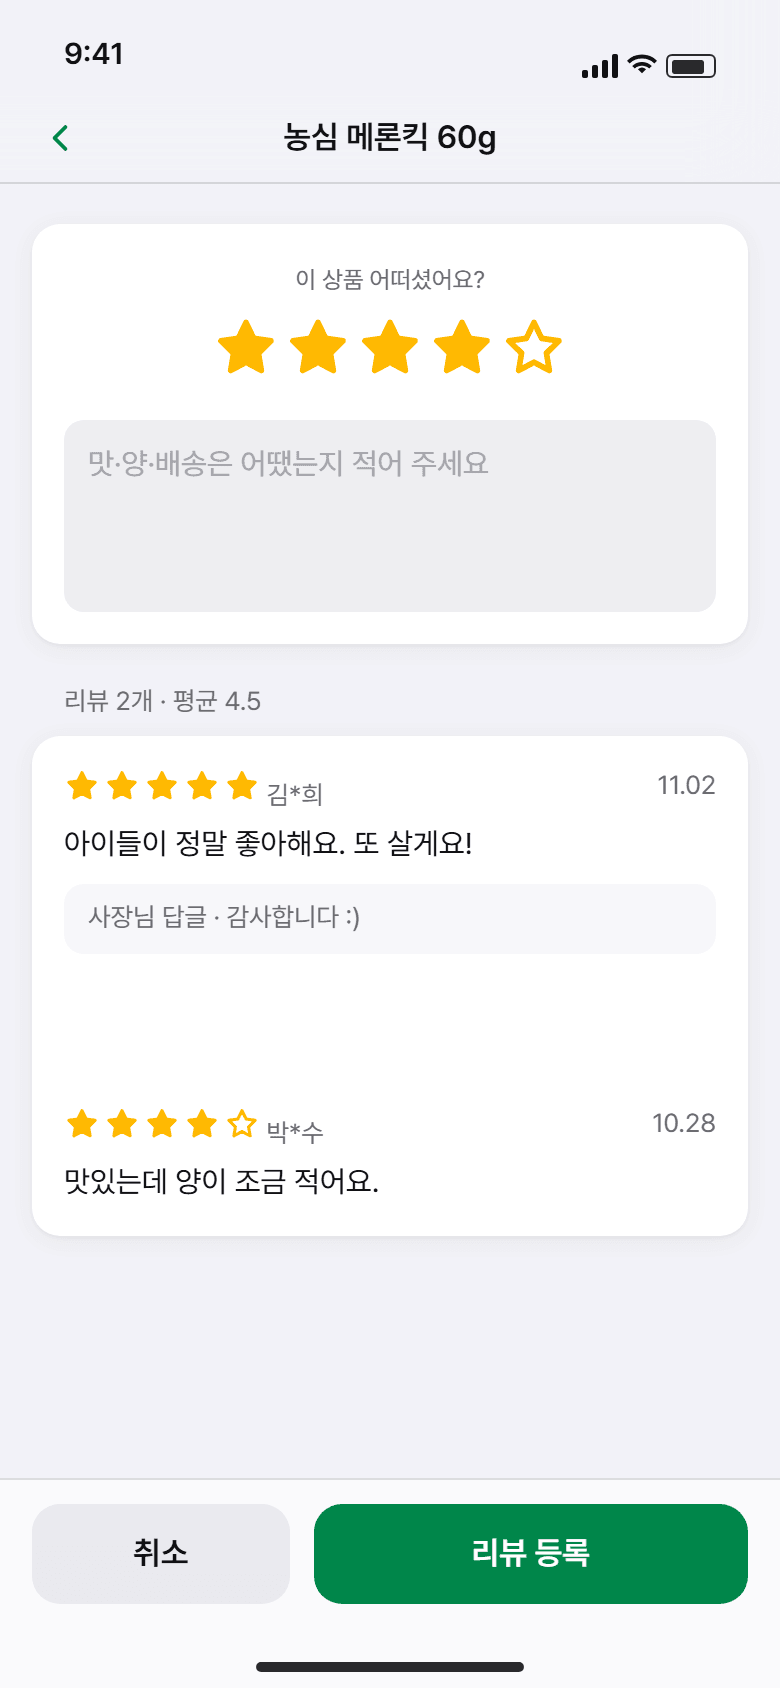 9:41
농심 메론킥 60g
이 상품 어떠셨어요?
맛·양·배송은 어땠는지 적어 주세요
리뷰 2개 · 평균 4.5
김*희 11.02
아이들이 정말 좋아해요. 또 살게요!
사장님 답글 · 감사합니다 :)
박*수 10.28
맛있는데 양이 조금 적어요.
취소 리뷰 등록